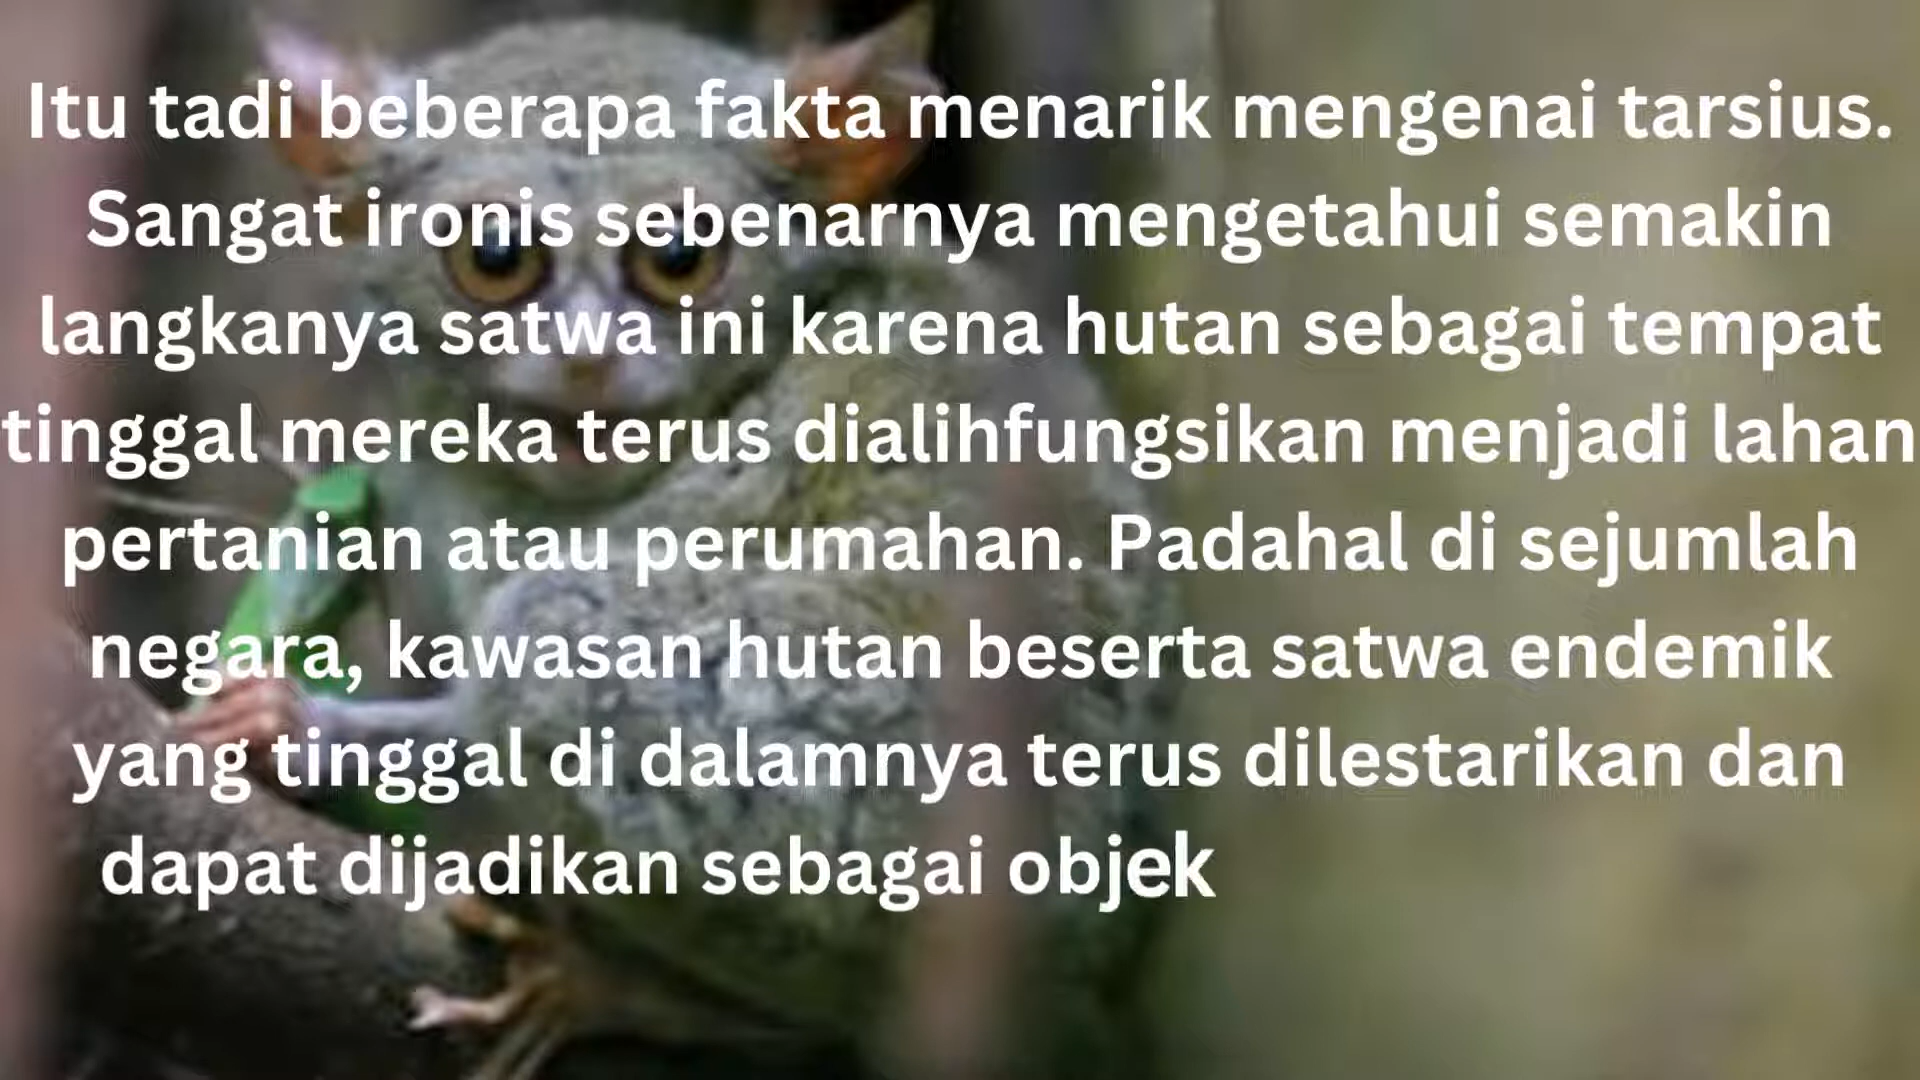 Itu tadi beberapa fakta menarik mengenai tarsius.
Sangat ironis sebenarnya mengetahui semakin
langkanya satwa ini karena hutan sebagai tempat
tinggal mereka terus dialihfungsikan menjadi lahan
pertanian atau perumahan. Padahal di sejumlah
negara, kawasan hutan beserta satwa endemik
yang tinggal di dalamnya terus dilestarikan dan
dapat dijadikan sebagai objek